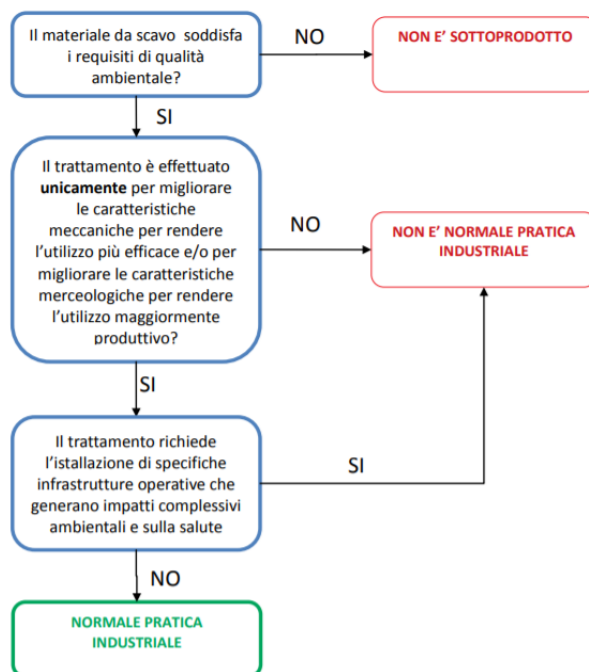 Il materiale da scavo soddisfa
i requisiti di qualità
ambientale?
NO
NON E' SOTTOPRODOTTO
SI
Il trattamento è effettuato
unicamente per migliorare
le caratteristiche
meccaniche per rendere
l'utilizzo più efficace e/o per
migliorare le caratteristiche
merceologiche per rendere
l'utilizzo maggiormente
produttivo?
NO
NON E' NORMALE PRATICA
INDUSTRIALE
SI
Il trattamento richiede
l'istallazione di specifiche
infrastrutture operative che
generano impatti complessivi
ambientali e sulla salute
SI
NO
NORMALE PRATICA
INDUSTRIALE